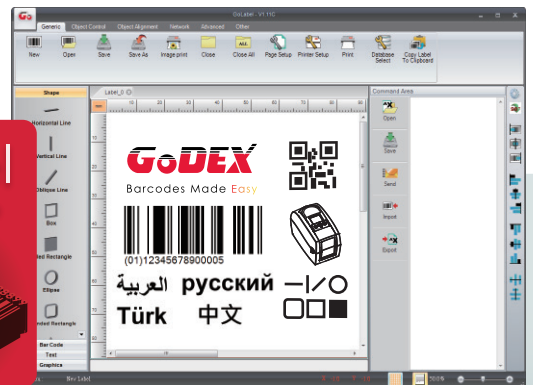 GoLabel - V1.11C
Generic Object Control Object Alignment Network Advanced Other
New Open Save Save As Image print Close Close All Page Setup Printer Setup Print Database Select Copy Label To Clipboard
ALL
Shape
Label_0
Command Area
Horizontal Line
Vertical Line
Oblique Line
Box
Ellipse
Bar Code
Text
Graphics
Open
Save
Send
Import
Export
GoDEX
Barcodes Made Easy
(01)12345678900005
العربية русский
Türk 中文
New Label